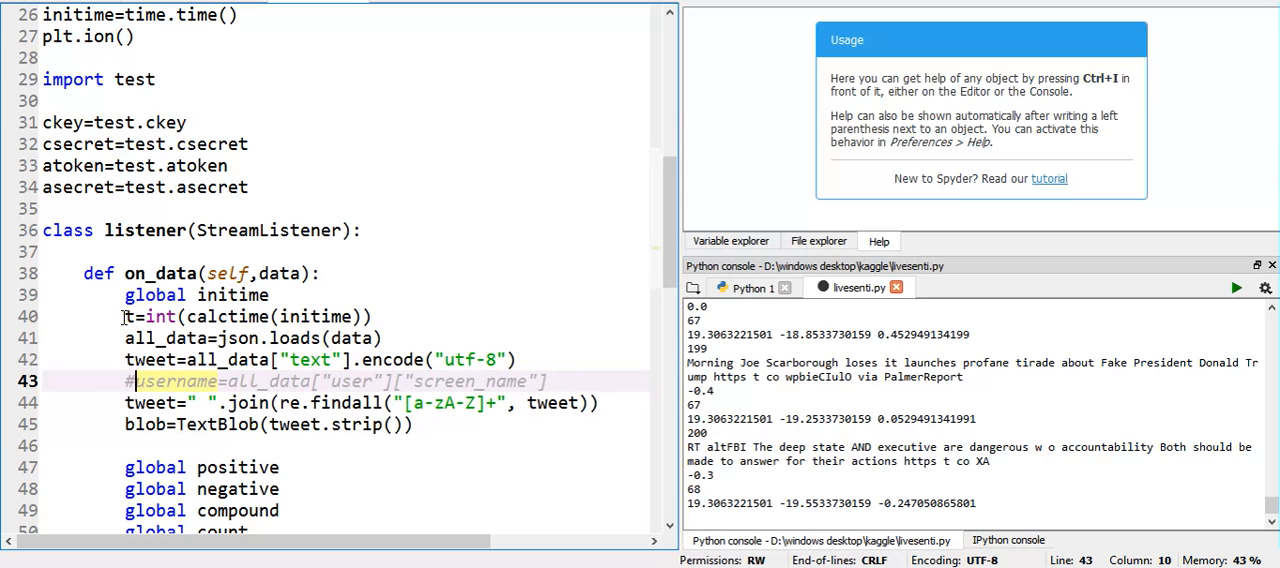 26 initime=time.time()
27 plt.ion()
28
29 import test
30
31 ckey=test.ckey
32 csecret=test.csecret
33 atoken=test.atoken
34 asecret=test.asecret
35
36 class listener(StreamListener):
37
38 def on_data(self,data):
39 global initime
40 t=int(calctime(initime))
41 all_data=json.loads(data)
42 tweet=all_data["text"].encode("utf-8")
43 #username=all_data["user"]["screen_name"]
44 tweet=" ".join(re.findall("[a-zA-Z]+", tweet))
45 blob=TextBlob(tweet.strip())
46
47 global positive
48 global negative
49 global compound
50 global count
Usage
Here you can get help of any object by pressing Ctrl+I in
front of it, either on the Editor or the Console.
Help can also be shown automatically after writing a left
parenthesis next to an object. You can activate this
behavior in Preferences > Help.
New to Spyder? Read our tutorial
Variable explorer File explorer Help
Python console - D:\windows desktop\kaggle\livesenti.py
Python 1 livesenti.py
0.0
67
19.3063221501 -18.8533730159 0.452949134199
199
Morning Joe Scarborough loses it launches profane tirade about Fake President Donald Tr
ump https t co wpbieCIulO via PalmerReport
-0.4
67
19.3063221501 -19.2533730159 0.0529491341991
200
RT altFBI The deep state AND executive are dangerous w o accountability Both should be
made to answer for their actions https t co XA
-0.3
68
19.3063221501 -19.5533730159 -0.247050865801
Python console - D:\windows desktop\kaggle\livesenti.py IPython console
Permissions: RW End-of-lines: CRLF Encoding: UTF-8 Line: 43 Column: 10 Memory: 43 %